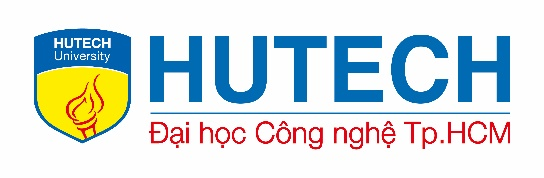 HUTECH
University
HUTECH
Đại học Công nghệ Tp.HCM